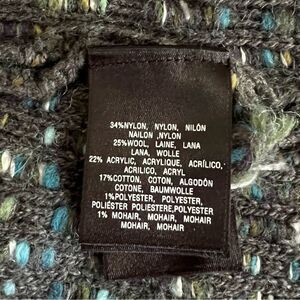 34%NYLON, NYLON, NILÓN
NAILON ,NYLON
25%WOOL, LAINE, LANA
LANA, WOLLE
22% ACRYLIC, ACRYLIQUE, ACRÍLICO,
ACRILICO, ACRYL
17%COTTON, COTON, ALGODÓN
COTONE, BAUMWOLLE
1%POLYESTER, POLYESTER,
POLIÉSTER POLIESTERE,POLYESTER
1% MOHAIR, MOHAIR, MOHAIR
MOHAIR, MOHAIR